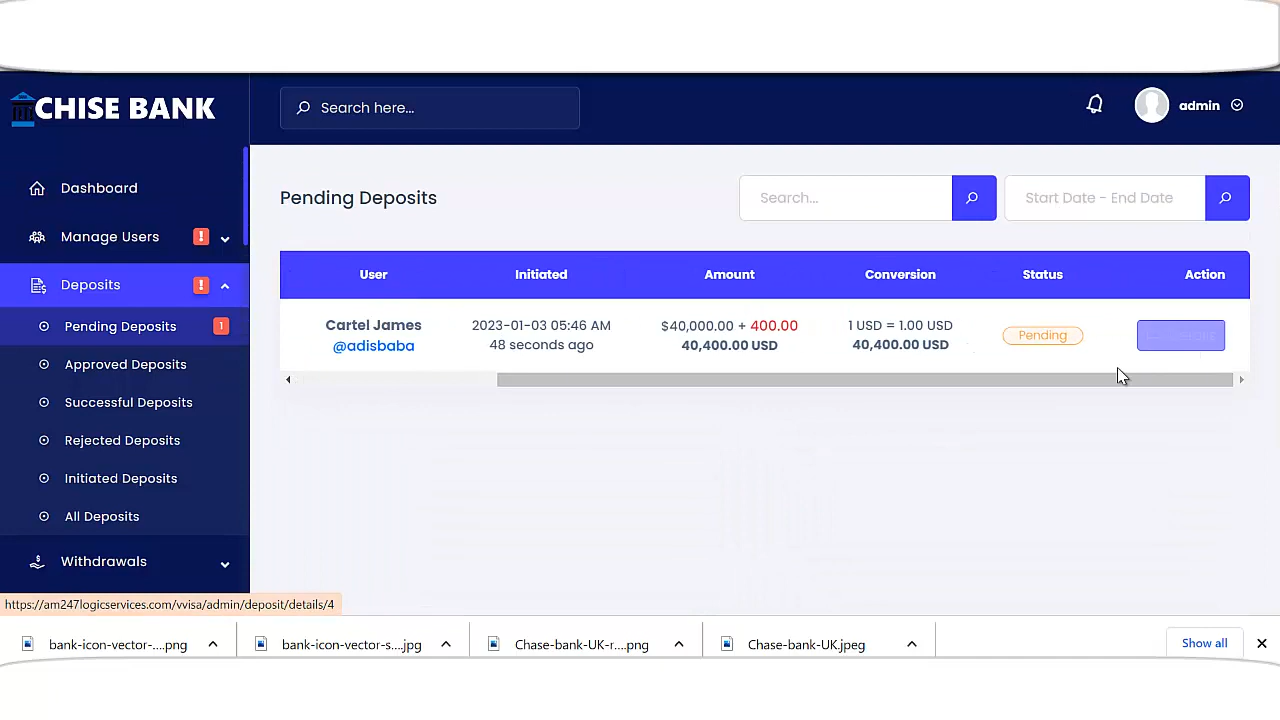 CHISE BANK
Search here...
admin
Dashboard
Manage Users
!
Deposits
!
Pending Deposits
1
Approved Deposits
Successful Deposits
Rejected Deposits
Initiated Deposits
All Deposits
Withdrawals
Pending Deposits
Search...
Start Date - End Date
User Initiated Amount Conversion Status Action
Cartel James 2023-01-03 05:46 AM $40,000.00 + 400.00 1 USD = 1.00 USD Pending
@adisbaba 48 seconds ago 40,400.00 USD 40,400.00 USD
https://am247logicservices.com/vvisa/admin/deposit/details/4
bank-icon-vector-....png
bank-icon-vector-s....jpg
Chase-bank-UK-r....png
Chase-bank-UK.jpeg
Show all